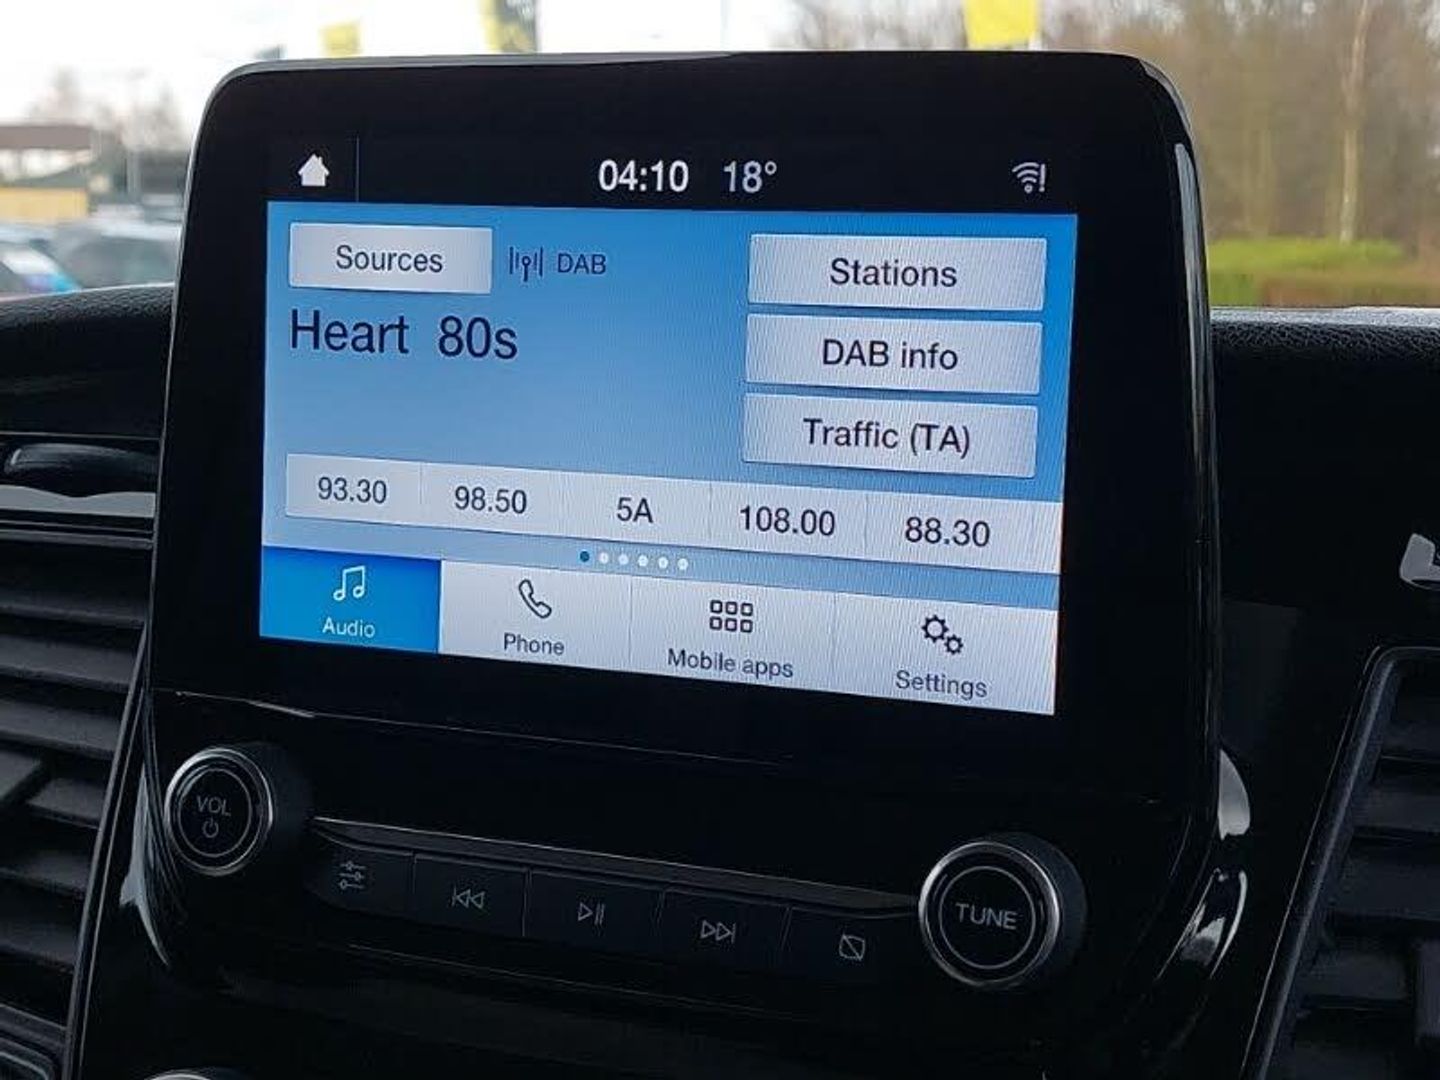 04:10 18°
Sources DAB Stations
Heart 80s
DAB info
Traffic (TA)
93.30 98.50 5A 108.00 88.30
Audio Phone Mobile apps Settings
VOL
TUNE